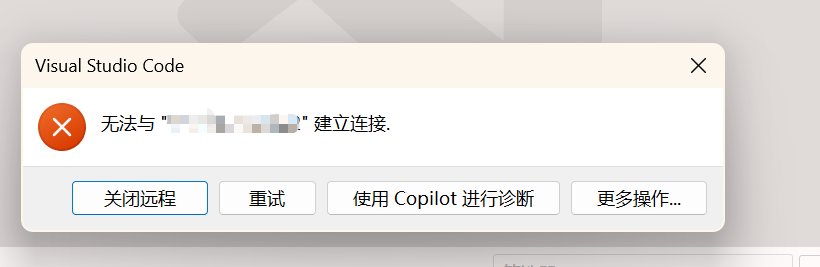 Visual Studio Code
无法与 "2" 建立连接.
关闭远程
重试
使用 Copilot 进行诊断
更多操作...